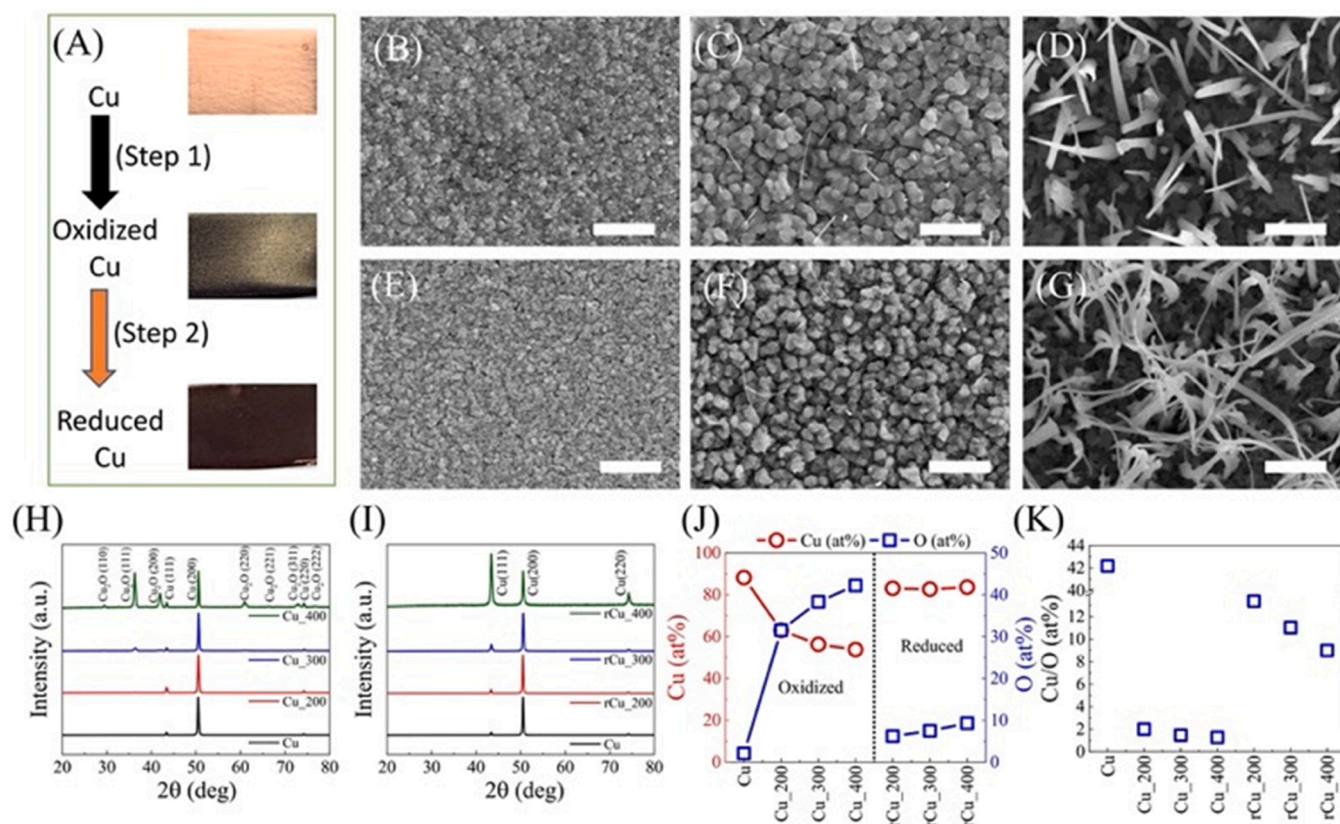 (A)
Cu
(Step 1)
Oxidized
Cu
(Step 2)
Reduced
Cu
(B)
(C)
(D)
(E)
(F)
(G)
(H)
Intensity (a.u.)
Cu₂O (110)
Cu₂O (111)
Cu₂O (200)
Cu (111)
Cu (200)
Cu₂O (220)
Cu₂O (221)
Cu₂O (311)
Cu (220)
Cu₂O (222)
Cu_400
Cu_300
Cu_200
Cu
20 30 40 50 60 70 80
2θ (deg)
(I)
Intensity (a.u.)
Cu(111)
Cu(200)
Cu(220)
rCu_400
rCu_300
rCu_200
Cu
20 30 40 50 60 70 80
2θ (deg)
(J)
Cu (at%) O (at%)
Cu (at%)
100
80
60
40
20
0
Oxidized
Reduced
50
40
30
20
10
0
O (at%)
Cu
Cu_200
Cu_300
Cu_400
rCu_200
rCu_300
rCu_400
(K)
Cu/O (at%)
44
42
40
12
10
8
6
4
2
0
Cu
Cu_200
Cu_300
Cu_400
rCu_200
rCu_300
rCu_400